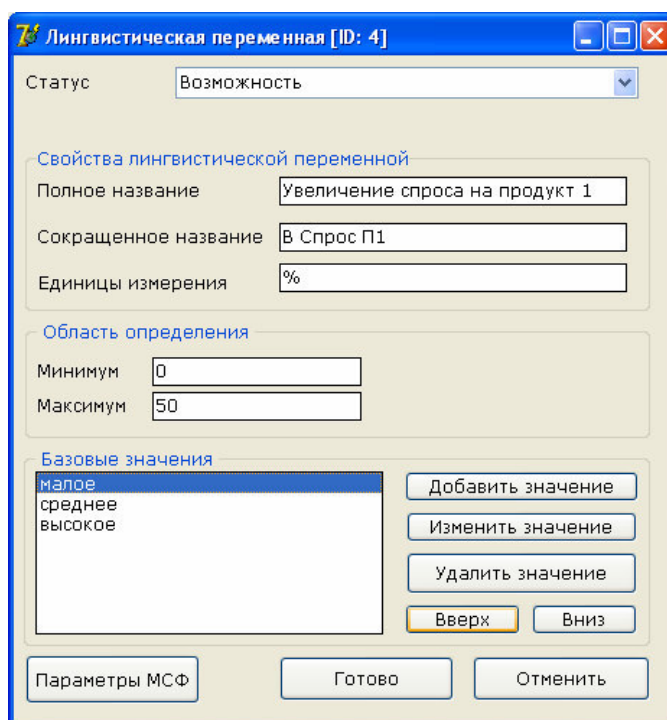 Лингвистическая переменная [ID: 4]
Статус Возможность
Свойства лингвистической переменной
Полное название Увеличение спроса на продукт 1
Сокращенное название В Спрос П1
Единицы измерения %
Область определения
Минимум 0
Максимум 50
Базовые значения
малое
среднее
высокое
Добавить значение
Изменить значение
Удалить значение
Вверх Вниз
Параметры МСФ Готово Отменить